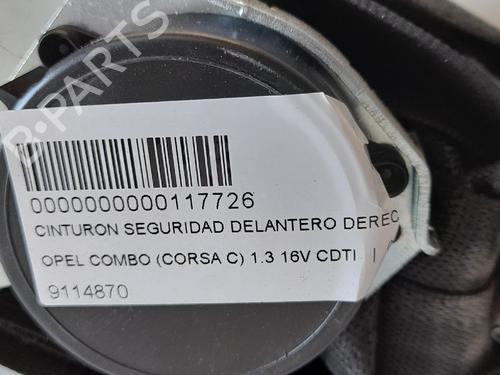 B-PARTS
0000000000117726
CINTURON SEGURIDAD DELANTERO DEREC
OPEL COMBO (CORSA C) 1.3 16V CDTI
9114870